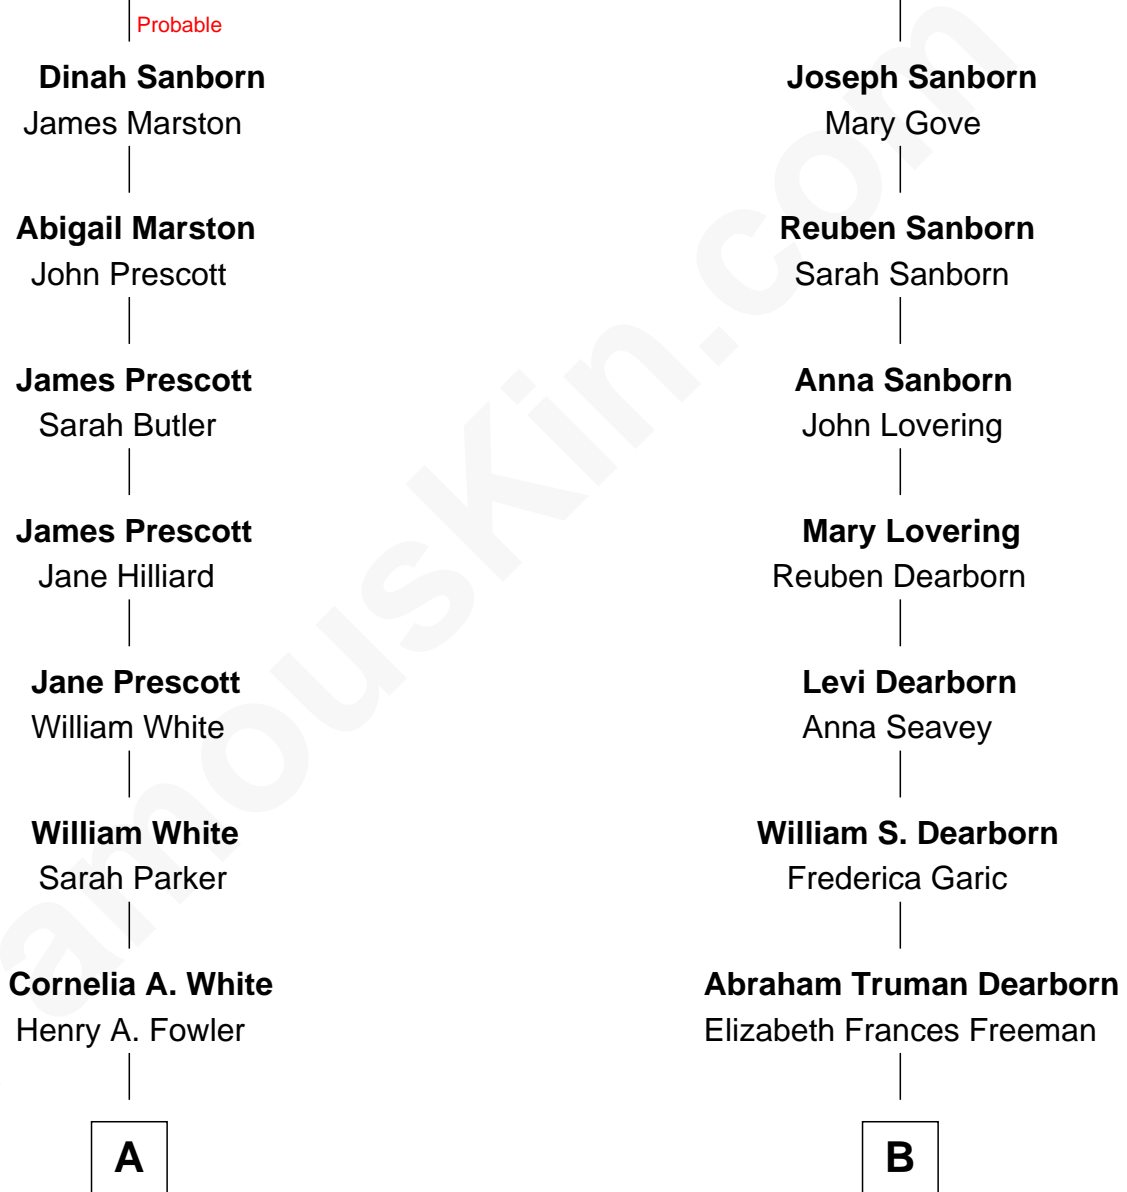 Probable
Dinah Sanborn
James Marston
Abigail Marston
John Prescott
James Prescott
Sarah Butler
James Prescott
Jane Hilliard
Jane Prescott
William White
William White
Sarah Parker
Cornelia A. White
Henry A. Fowler
A
Joseph Sanborn
Mary Gove
Reuben Sanborn
Sarah Sanborn
Anna Sanborn
John Lovering
Mary Lovering
Reuben Dearborn
Levi Dearborn
Anna Seavey
William S. Dearborn
Frederica Garic
Abraham Truman Dearborn
Elizabeth Frances Freeman
B
amousKin.com